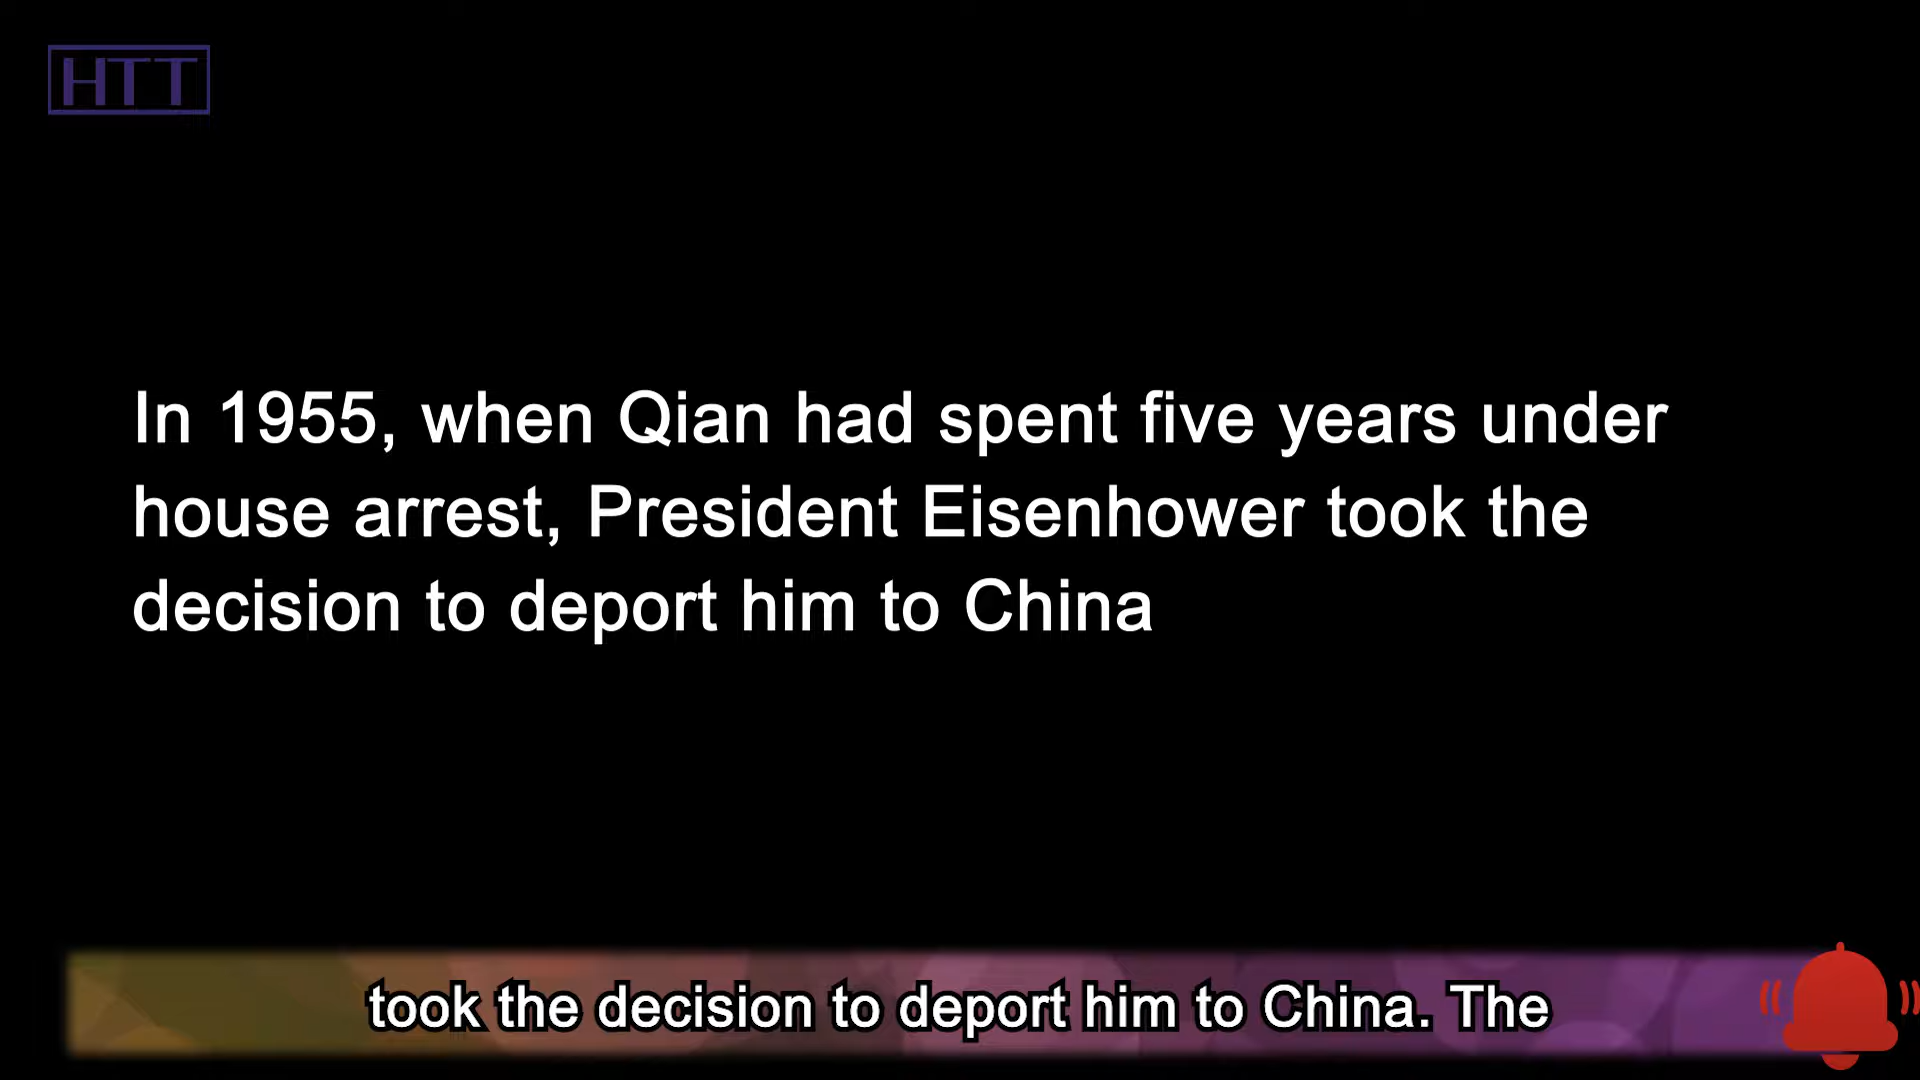 HTT
In 1955, when Qian had spent five years under
house arrest, President Eisenhower took the
decision to deport him to China
took the decision to deport him to China. The